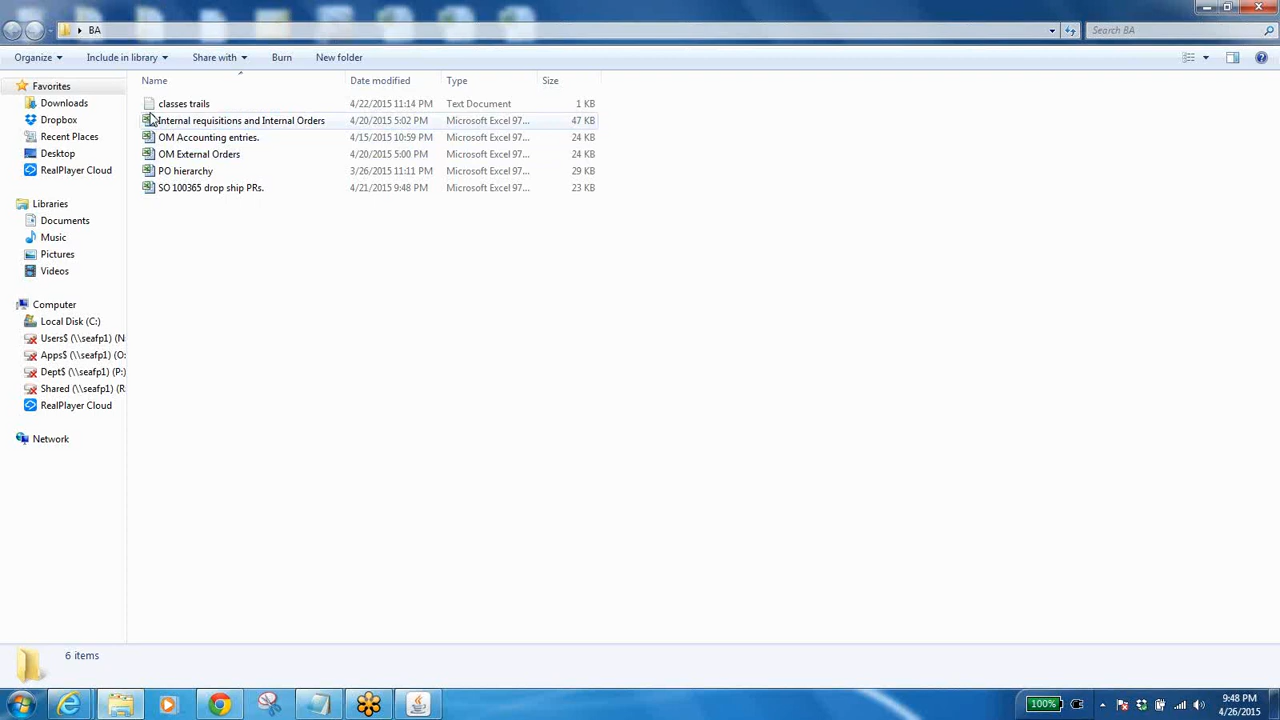 BA
Search BA
Organize Include in library Share with Burn New folder
Name Date modified Type Size
classes trails 4/22/2015 11:14 PM Text Document 1 KB
Internal requisitions and Internal Orders 4/20/2015 5:02 PM Microsoft Excel 97... 47 KB
OM Accounting entries. 4/15/2015 10:59 PM Microsoft Excel 97... 24 KB
OM External Orders 4/20/2015 5:00 PM Microsoft Excel 97... 24 KB
PO hierarchy 3/26/2015 11:11 PM Microsoft Excel 97... 29 KB
SO 100365 drop ship PRs. 4/21/2015 9:48 PM Microsoft Excel 97... 23 KB
Favorites
Downloads
Dropbox
Recent Places
Desktop
RealPlayer Cloud
Libraries
Documents
Music
Pictures
Videos
Computer
Local Disk (C:)
Users$ (\\seafp1) (N
Apps$ (\\seafp1) (O:
Dept$ (\\seafp1) (P:)
Shared (\\seafp1) (R
RealPlayer Cloud
Network
6 items
100%
9:48 PM
4/26/2015